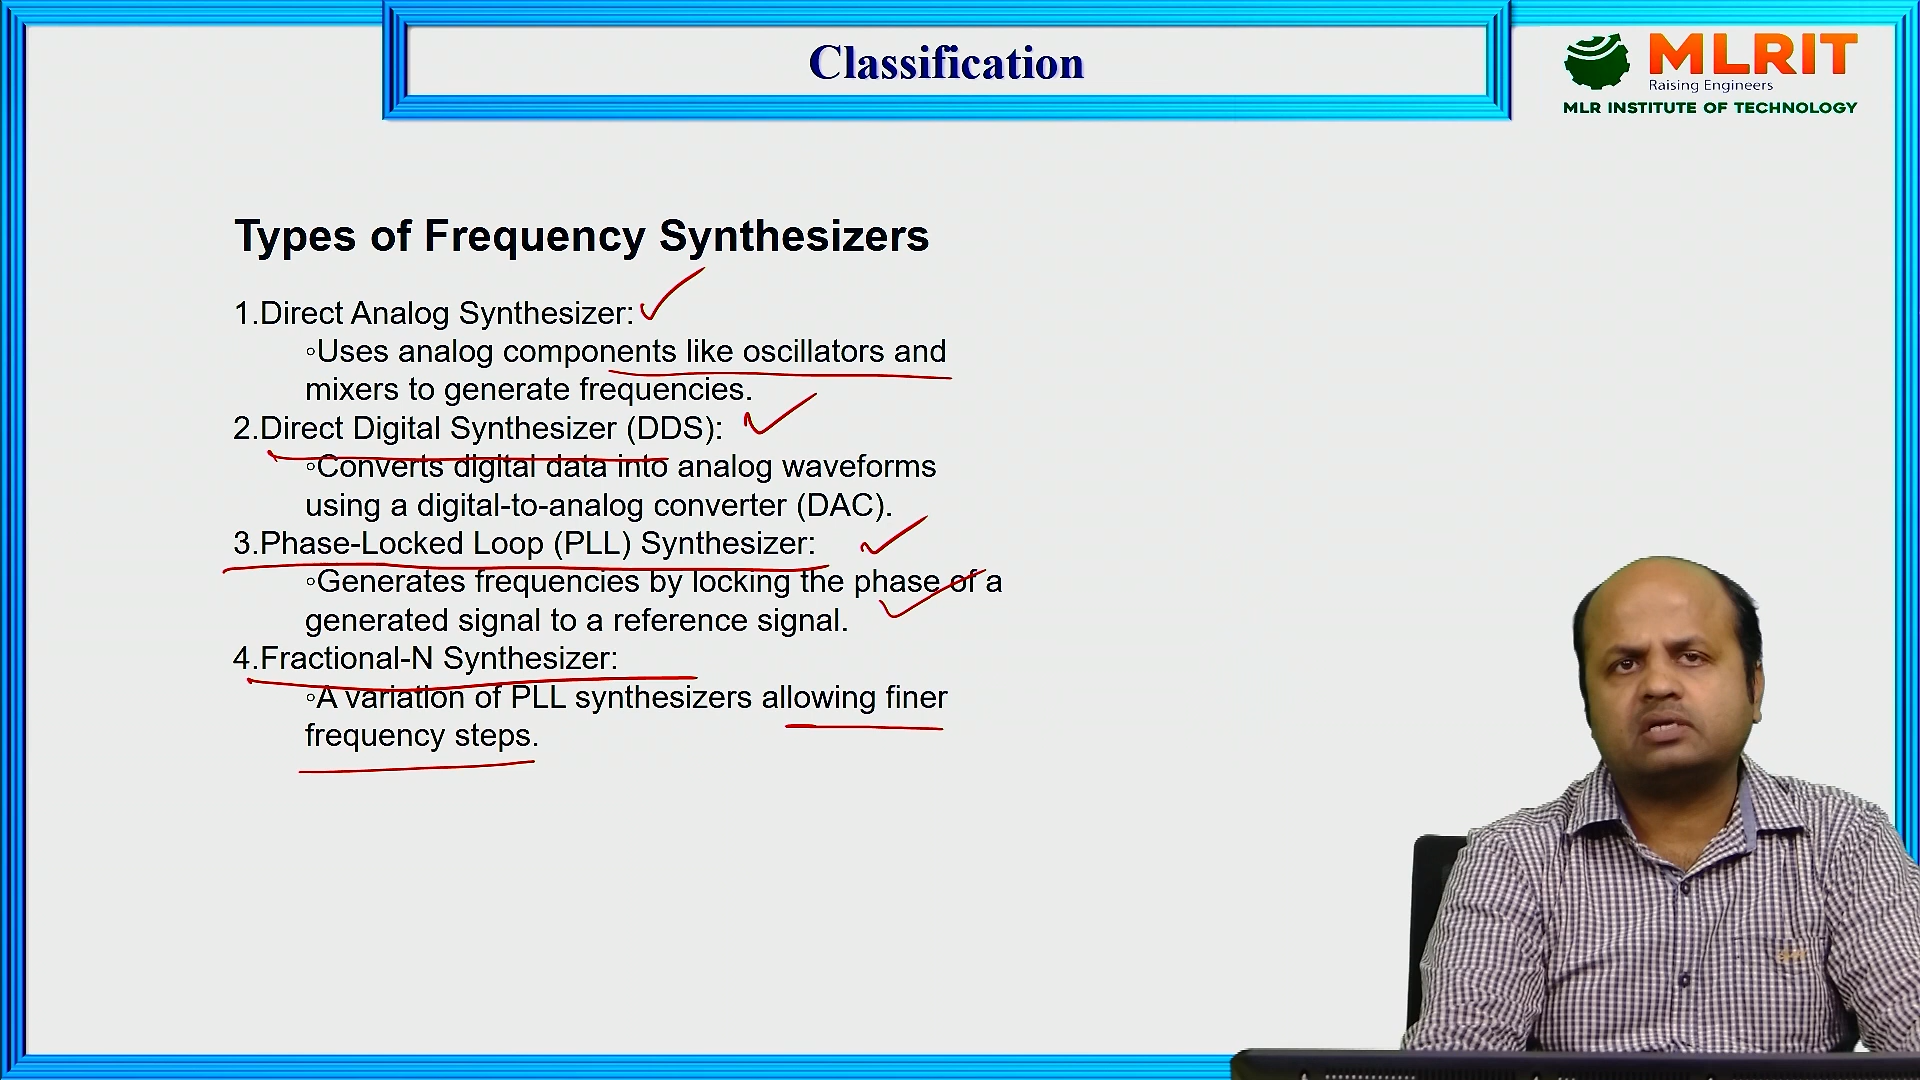 Classification
MLRIT
Raising Engineers
MLR INSTITUTE OF TECHNOLOGY
Types of Frequency Synthesizers
1.Direct Analog Synthesizer:
◦Uses analog components like oscillators and
mixers to generate frequencies.
2.Direct Digital Synthesizer (DDS):
◦Converts digital data into analog waveforms
using a digital-to-analog converter (DAC).
3.Phase-Locked Loop (PLL) Synthesizer:
◦Generates frequencies by locking the phase of a
generated signal to a reference signal.
4.Fractional-N Synthesizer:
◦A variation of PLL synthesizers allowing finer
frequency steps.